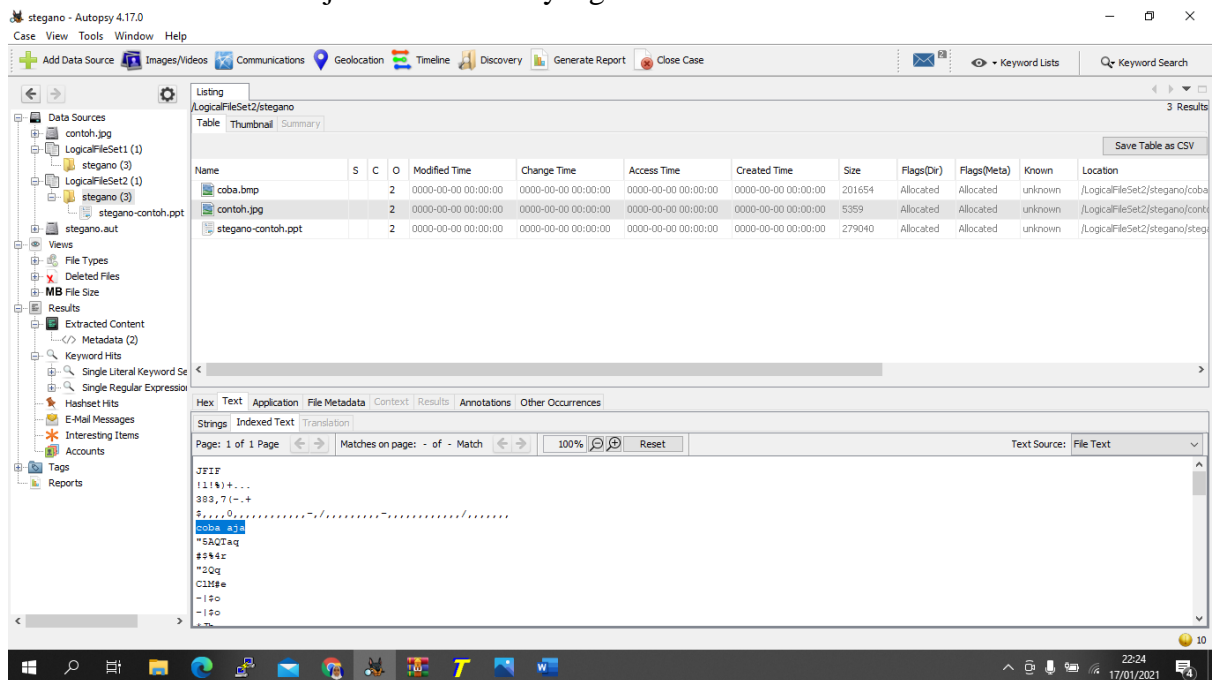 stegano - Autopsy 4.17.0
Case View Tools Window Help
Add Data Source Images/Videos Communications Geolocation Timeline Discovery Generate Report Close Case 2 Keyword Lists Keyword Search
Listing
/LogicalFileSet2/stegano
3 Results
Table Thumbnail Summary
Save Table as CSV
Data Sources
contoh.jpg
LogicalFileSet1 (1)
stegano (3)
LogicalFileSet2 (1)
stegano (3)
stegano-contoh.ppt
stegano.aut
Views
File Types
Deleted Files
MB File Size
Results
Extracted Content
Metadata (2)
Keyword Hits
Single Literal Keyword Se
Single Regular Expression
Hashset Hits
E-Mail Messages
Interesting Items
Accounts
Tags
Reports
Name S C O Modified Time Change Time Access Time Created Time Size Flags(Dir) Flags(Meta) Known Location
coba.bmp 2 0000-00-00 00:00:00 0000-00-00 00:00:00 0000-00-00 00:00:00 0000-00-00 00:00:00 201654 Allocated Allocated unknown /LogicalFileSet2/stegano/coba
contoh.jpg 2 0000-00-00 00:00:00 0000-00-00 00:00:00 0000-00-00 00:00:00 0000-00-00 00:00:00 5359 Allocated Allocated unknown /LogicalFileSet2/stegano/conto
stegano-contoh.ppt 2 0000-00-00 00:00:00 0000-00-00 00:00:00 0000-00-00 00:00:00 0000-00-00 00:00:00 279040 Allocated Allocated unknown /LogicalFileSet2/stegano/stega
Hex Text Application File Metadata Context Results Annotations Other Occurrences
Strings Indexed Text Translation
Page: 1 of 1 Page Matches on page: - of - Match 100% Reset Text Source: File Text
JFIF
!1!%)+...
383,7(-.+
$,,,,0,,,,,,,,,,,,-,/,,,,,,,,,-,,,,,,,,,,,,/,,,,,,,
coba aja
"5AQTaq
#$%4r
"2Qq
ClM#e
-|$o
-|$o
10
22:24
17/01/2021
4